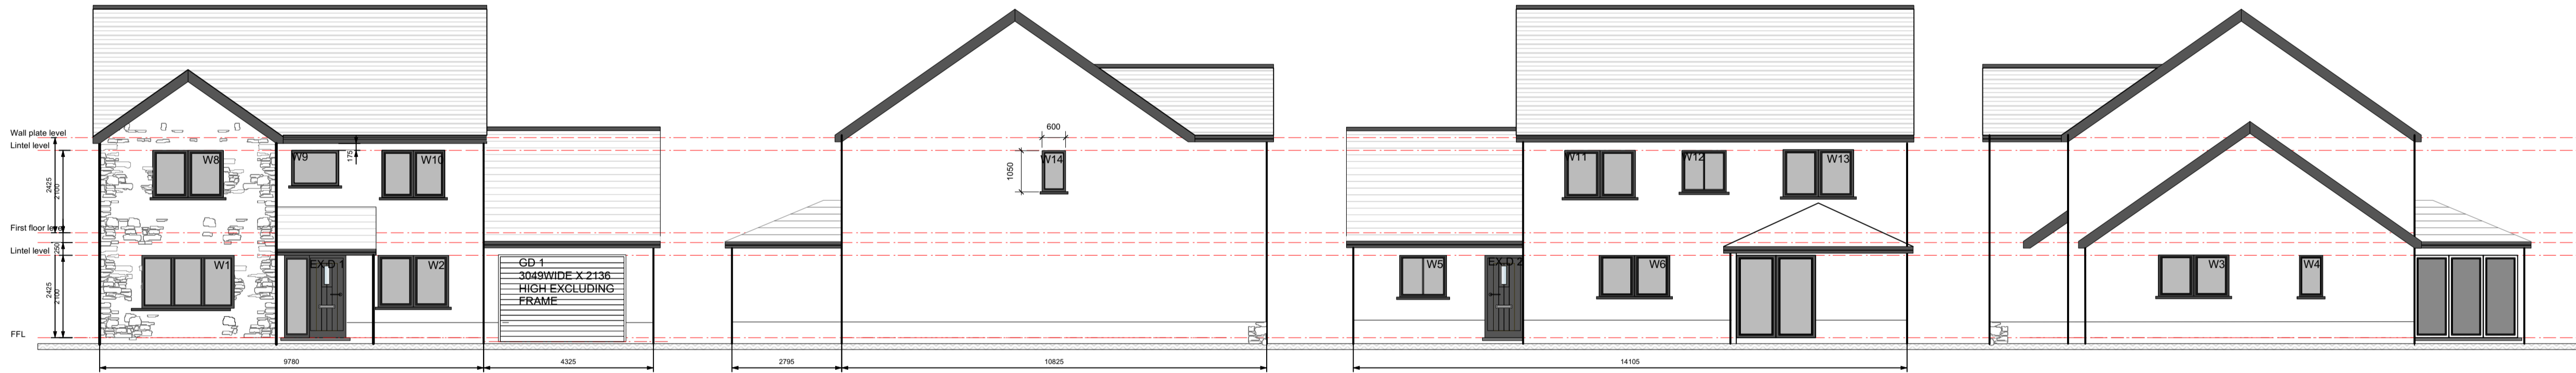 Wall plate level
Lintel level
First floor level
Lintel level
FFL
2425
2100
250
2425
2100
175
W8
W9
W10
W1
EX-D 1
W2
GD 1
3049WIDE X 2136
HIGH EXCLUDING
FRAME
9780
4325
600
1050
W14
2795
10825
W11
W12
W13
W5
EX-D 2
W6
14105
W3
W4